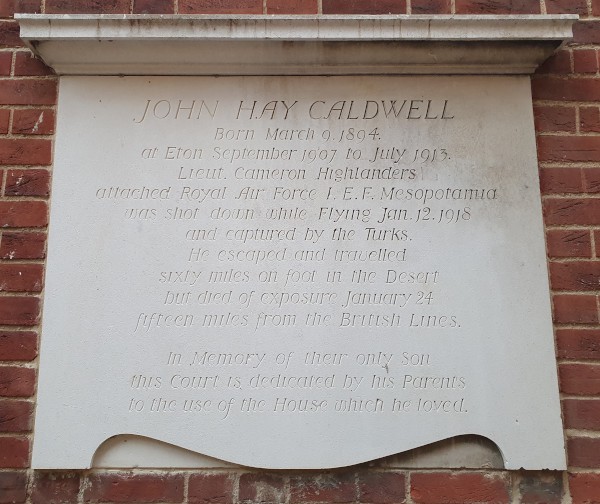 JOHN HAY CALDWELL
Born March 9. 1894.
at Eton September 1907 to July 1913.
Lieut. Cameron Highlanders
attached Royal Air Force I. E. F. Mesopotamia
was shot down while Flying Jan. 12. 1918
and captured by the Turks.
He escaped and travelled
sixty miles on foot in the Desert
but died of exposure January 24
fifteen miles from the British Lines.
In Memory of their only Son
this Court is dedicated by his Parents
to the use of the House which he loved.